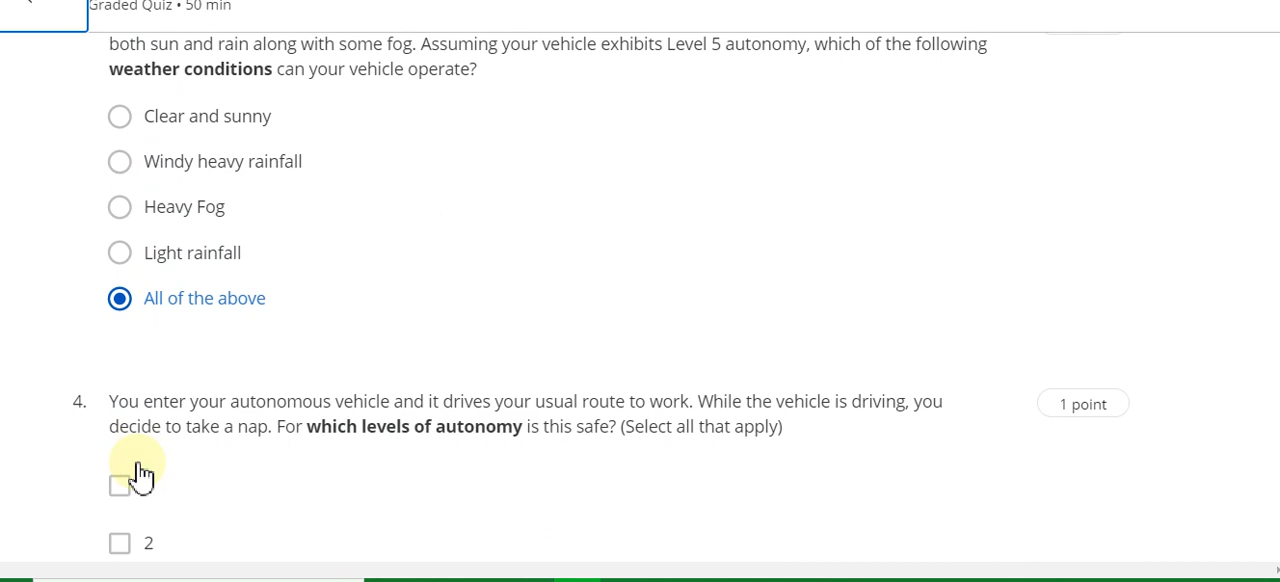 Graded Quiz • 50 min
both sun and rain along with some fog. Assuming your vehicle exhibits Level 5 autonomy, which of the following
weather conditions can your vehicle operate?
Clear and sunny
Windy heavy rainfall
Heavy Fog
Light rainfall
All of the above
4. You enter your autonomous vehicle and it drives your usual route to work. While the vehicle is driving, you 1 point
decide to take a nap. For which levels of autonomy is this safe? (Select all that apply)
2